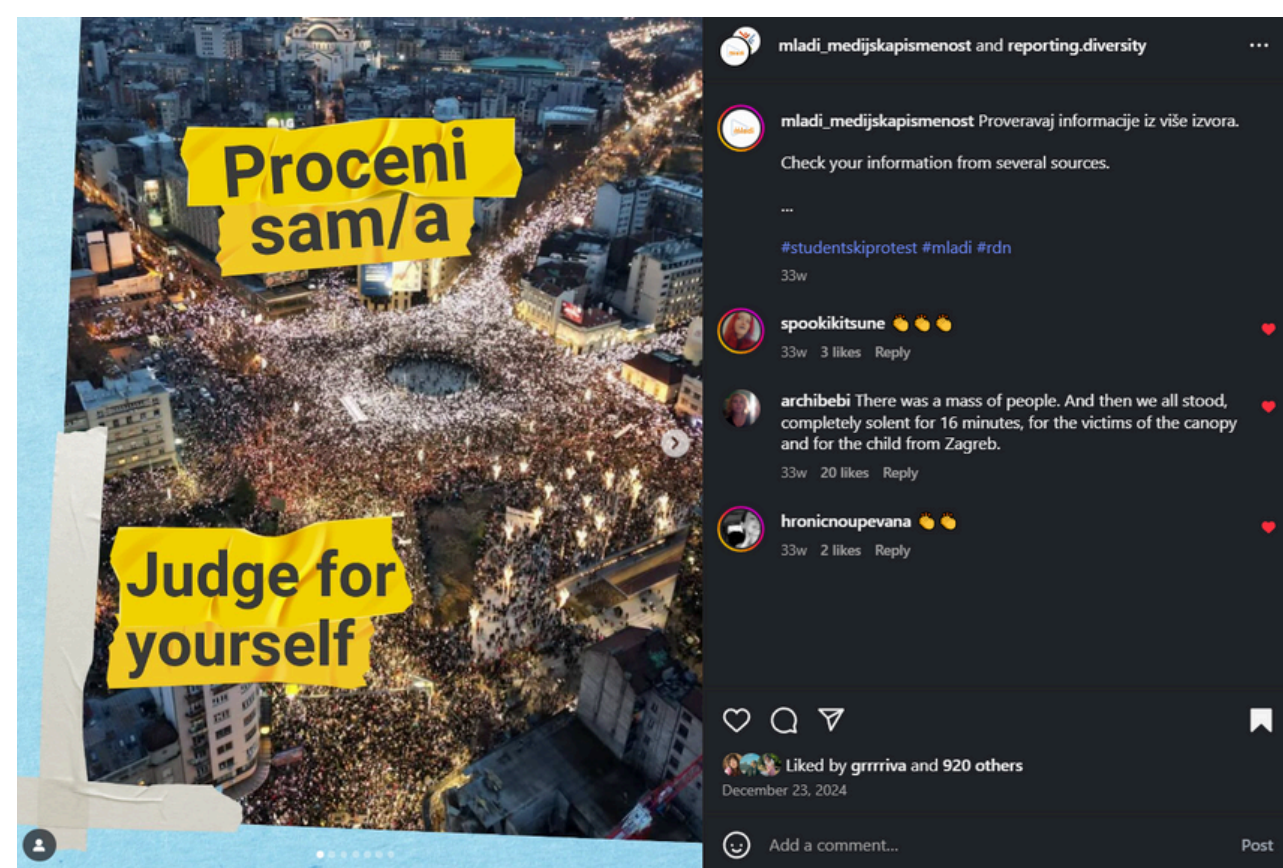 Proceni
sam/a
Judge for
yourself
mladi_medijskapismenost and reporting.diversity
mladi_medijskapismenost Proveravaj informacije iz više izvora.
Check your information from several sources.
...
#studentskiprotest #mladi #rdn
33w
spookikitsune 👏👏👏
33w 3 likes Reply
archibebi There was a mass of people. And then we all stood,
completely solent for 16 minutes, for the victims of the canopy
and for the child from Zagreb.
33w 20 likes Reply
hronicnoupevana 👏👏
33w 2 likes Reply
Liked by grrrriva and 920 others
December 23, 2024
Add a comment...
Post